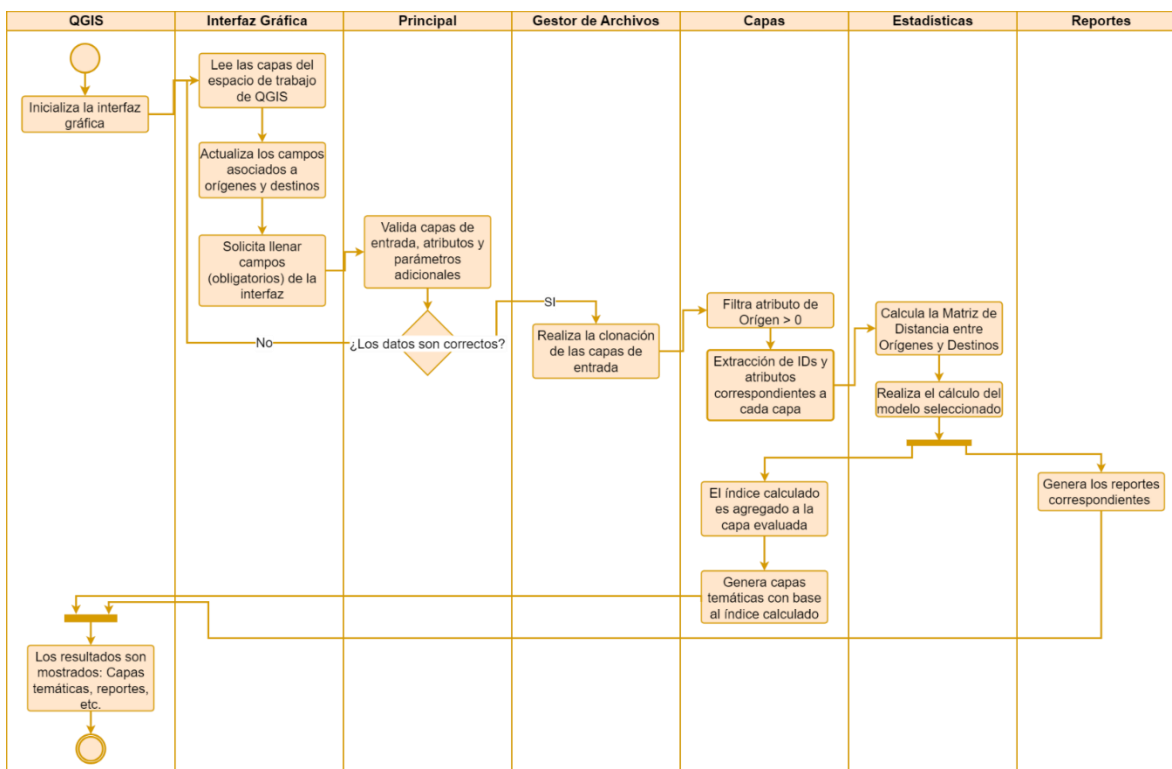 QGIS
Interfaz Gráfica
Principal
Gestor de Archivos
Capas
Estadísticas
Reportes
Inicializa la interfaz
gráfica
Lee las capas del
espacio de trabajo
de QGIS
Actualiza los campos
asociados a
orígenes y destinos
Solicita llenar
campos
(obligatorios) de la
interfaz
Valida capas de
entrada, atributos y
parámetros
adicionales
¿Los datos son correctos?
No
SI
Realiza la clonación
de las capas de
entrada
Filtra atributo de
Orígen > 0
Extracción de IDs y
atributos
correspondientes a
cada capa
Calcula la Matriz de
Distancia entre
Orígenes y Destinos
Realiza el cálculo del
modelo seleccionado
El índice calculado
es agregado a la
capa evaluada
Genera capas
temáticas con base
al índice calculado
Genera los reportes
correspondientes
Los resultados son
mostrados: Capas
temáticas, reportes,
etc.